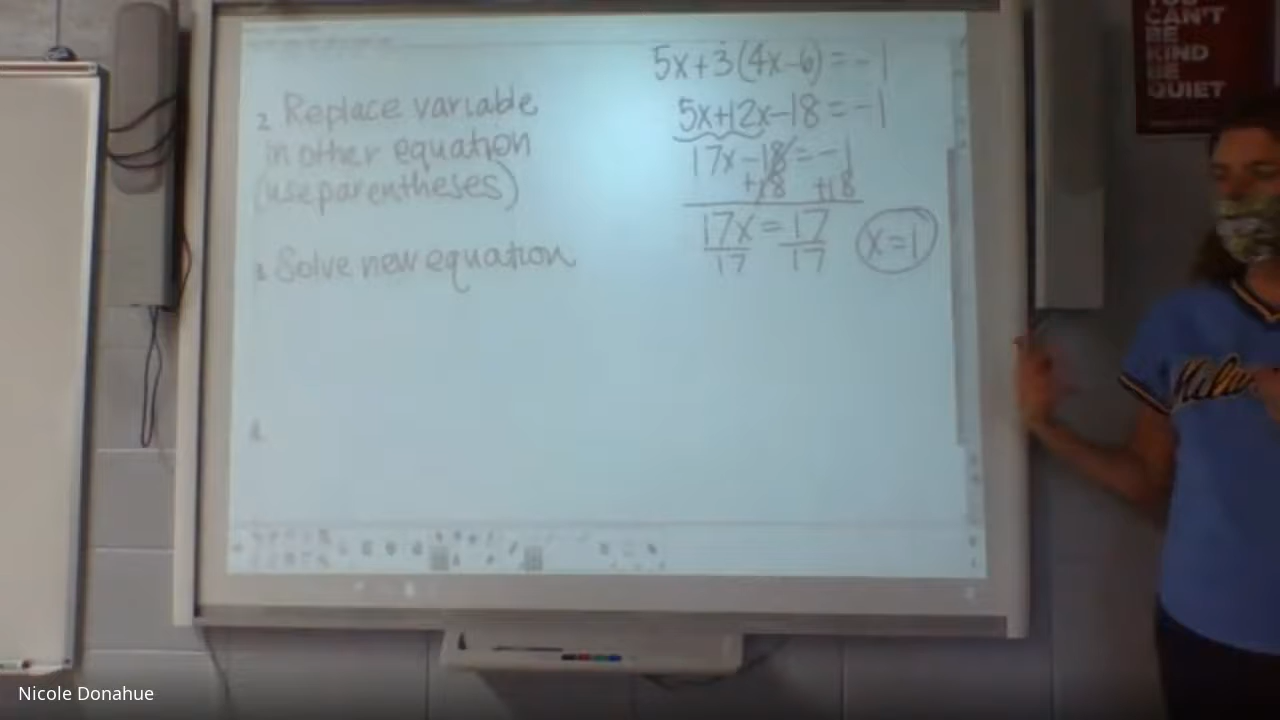 5x+3(4x-6)=-1
2. Replace variable
in other equation
(use parentheses)
3. Solve new equation
5x+12x-18=-1
17x-18=-1
+18 +18
17x=17
17 17
x=1
4.
YOU
CAN'T
BE
KIND
BE
QUIET
Nicole Donahue